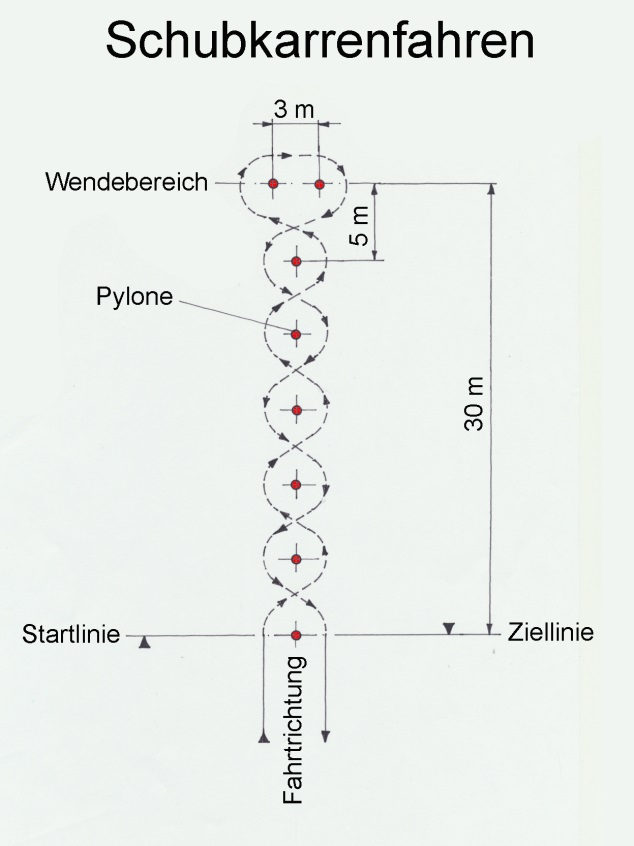 Schubkarrenfahren
3 m
Wendebereich
5 m
Pylone
30 m
Startlinie
Ziellinie
Fahrtrichtung